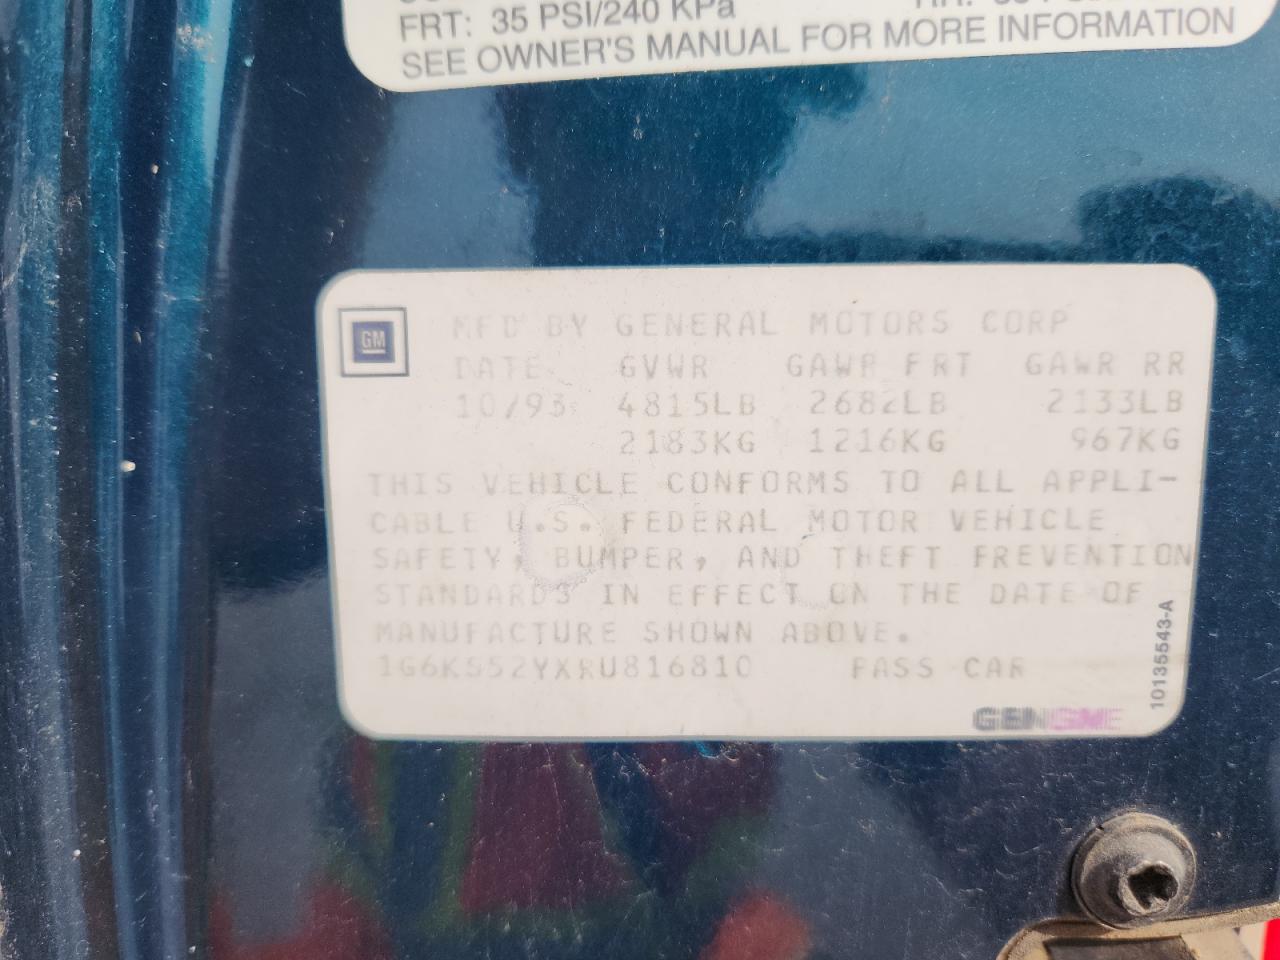 FRT: 35 PSI/240 KPa
SEE OWNER'S MANUAL FOR MORE INFORMATION
GM
MFD BY GENERAL MOTORS CORP
DATE GVWR GAWR FRT GAWR RR
10/93 4815LB 2682LB 2133LB
2183KG 1216KG 967KG
THIS VEHICLE CONFORMS TO ALL APPLI-
CABLE U.S. FEDERAL MOTOR VEHICLE
SAFETY, BUMPER, AND THEFT PREVENTION
STANDARDS IN EFFECT ON THE DATE OF
MANUFACTURE SHOWN ABOVE.
1G6KS52YXRU816810 PASS CAR
10135543-A